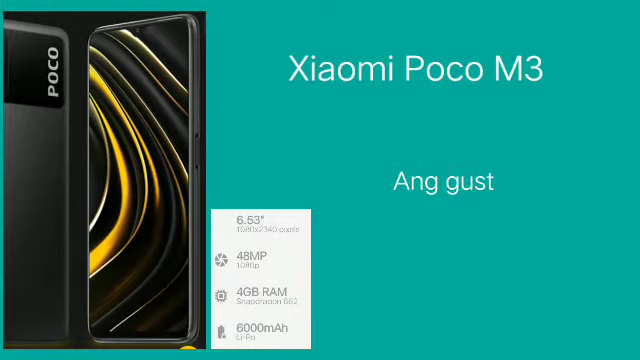 POCO
Xiaomi Poco M3
Ang gust
6.53"
1080x2340 pixels
48MP
1080p
4GB RAM
Snapdragon 662
6000mAh
Li-Po